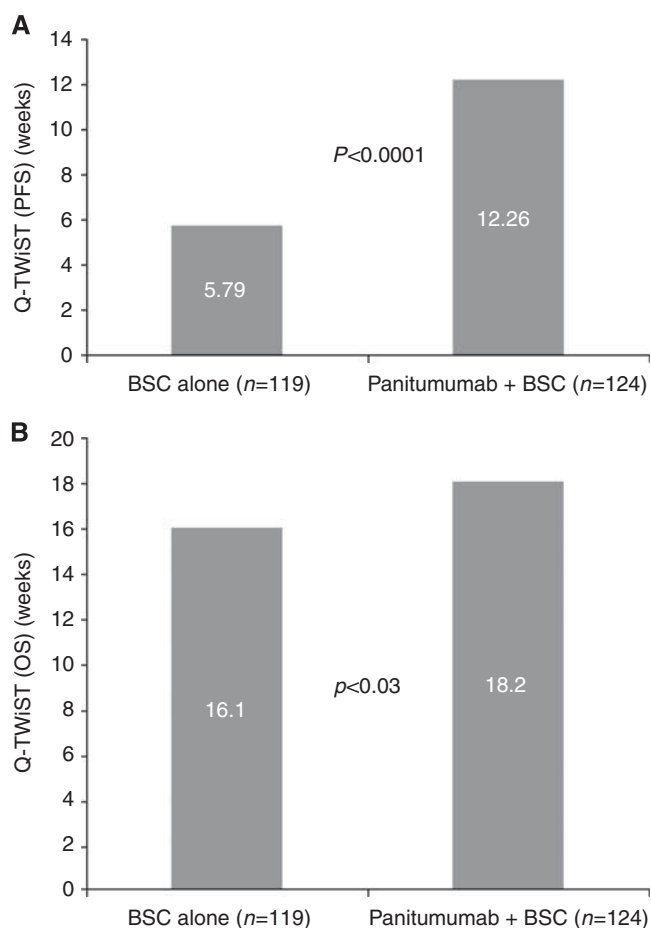 A
Q-TWiST (PFS) (weeks)
14
12
10
8
6
4
2
0
P<0.0001
5.79
12.26
BSC alone (n=119)
Panitumumab + BSC (n=124)
B
Q-TWiST (OS) (weeks)
20
18
16
14
12
10
8
6
4
2
0
p<0.03
16.1
18.2
BSC alone (n=119)
Panitumumab + BSC (n=124)